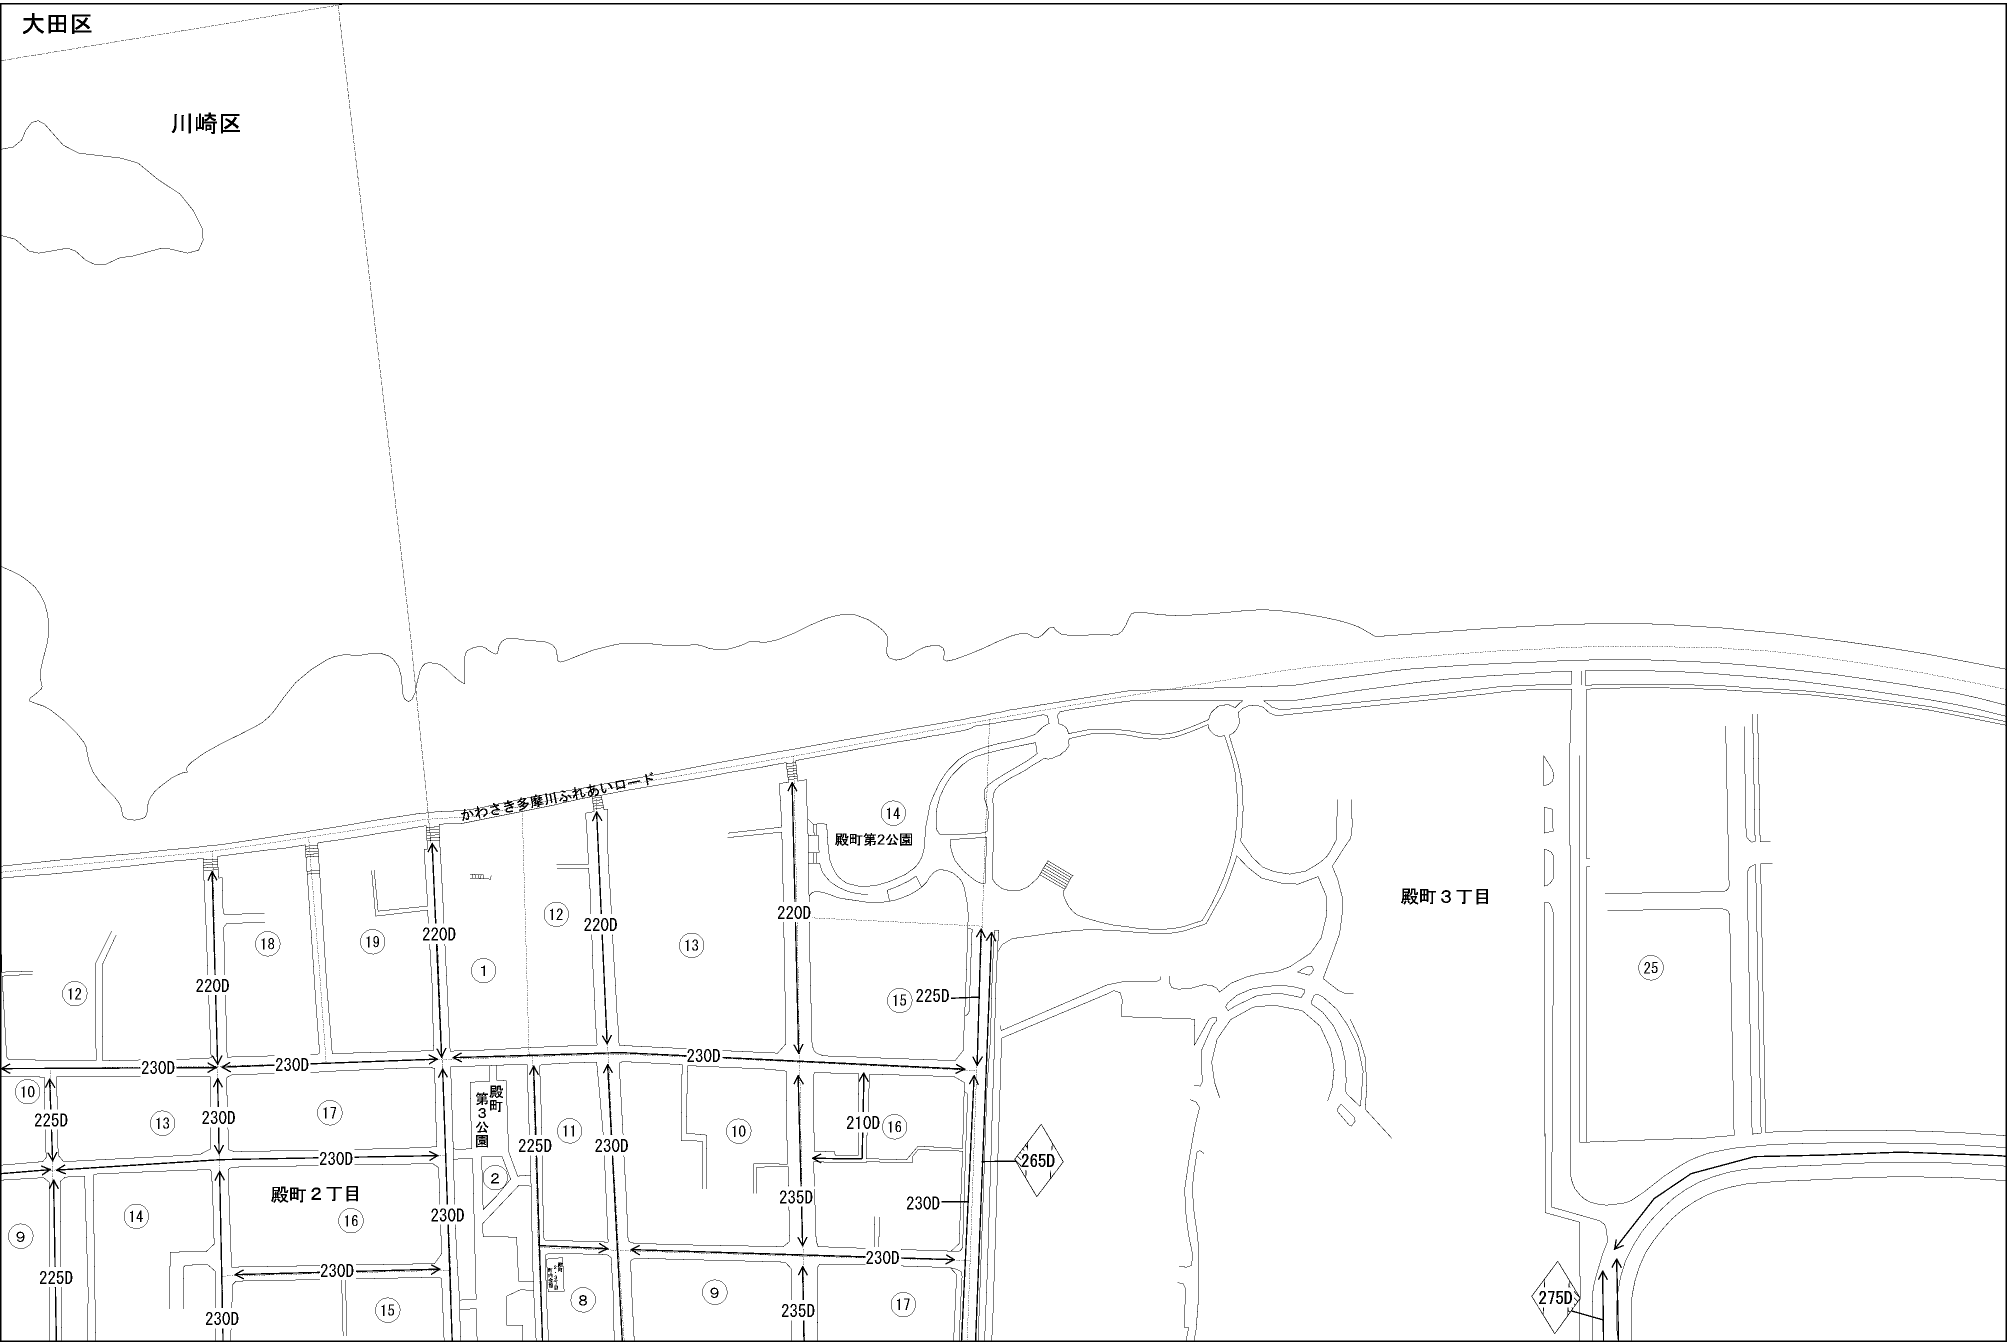 大田区
川崎区
かわさき多摩川ふれあいロード
⑭
殿町第2公園
殿町３丁目
220D
⑫
220D
220D
⑲
⑱
220D
⑬
①
㉕
⑫
220D
⑮
225D
230D
230D
230D
⑩
225D
⑬
230D
⑰
殿町
第３公園
225D
⑪
230D
⑩
210D
⑯
265D
230D
②
殿町２丁目
235D
230D
⑭
⑯
230D
⑨
225D
230D
230D
230D
⑮
⑧
⑨
235D
⑰
275D